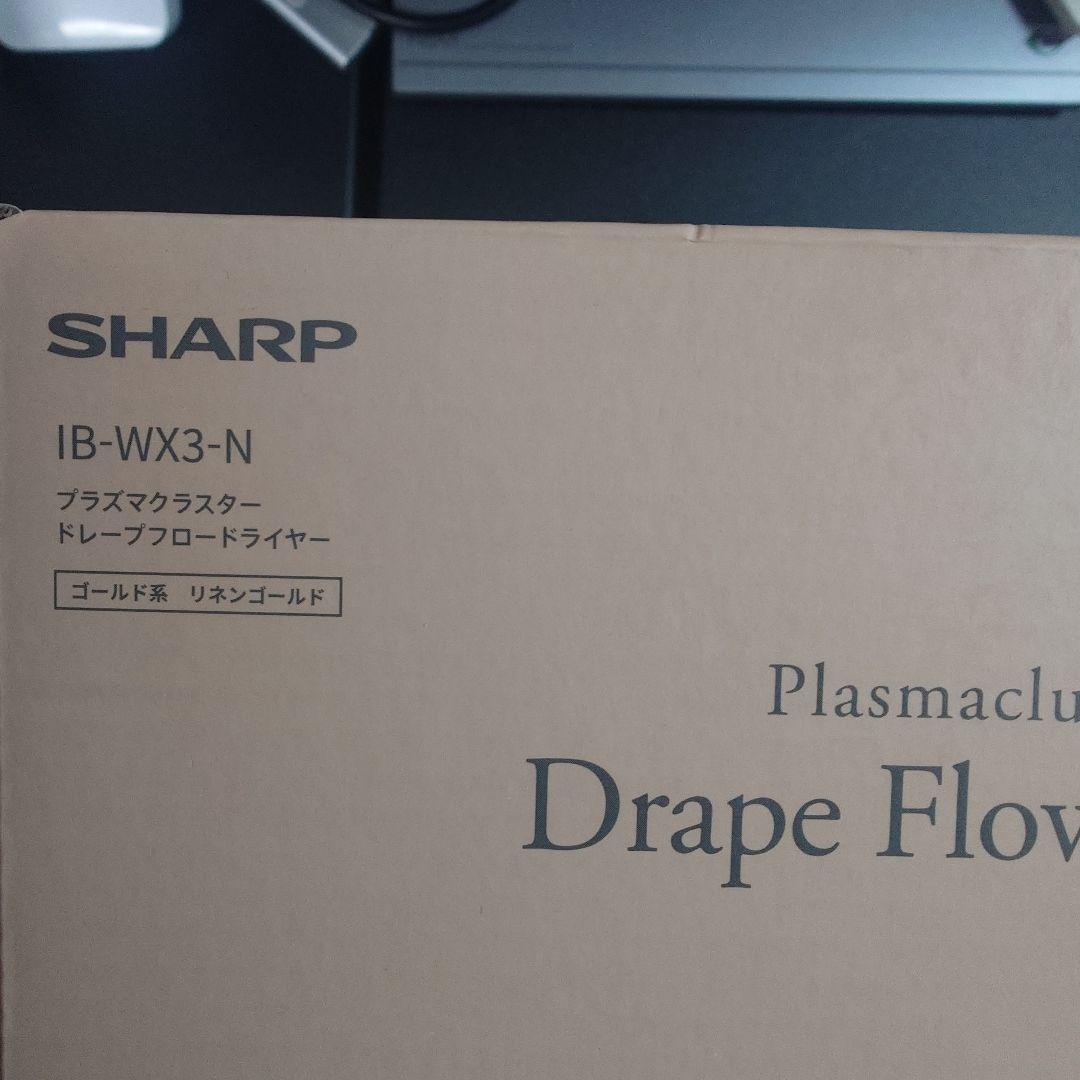 SHARP
IB-WX3-N
プラズマクラスター
ドレープフロードライヤー
ゴールド系 リネンゴールド
Plasmaclu
Drape Flow